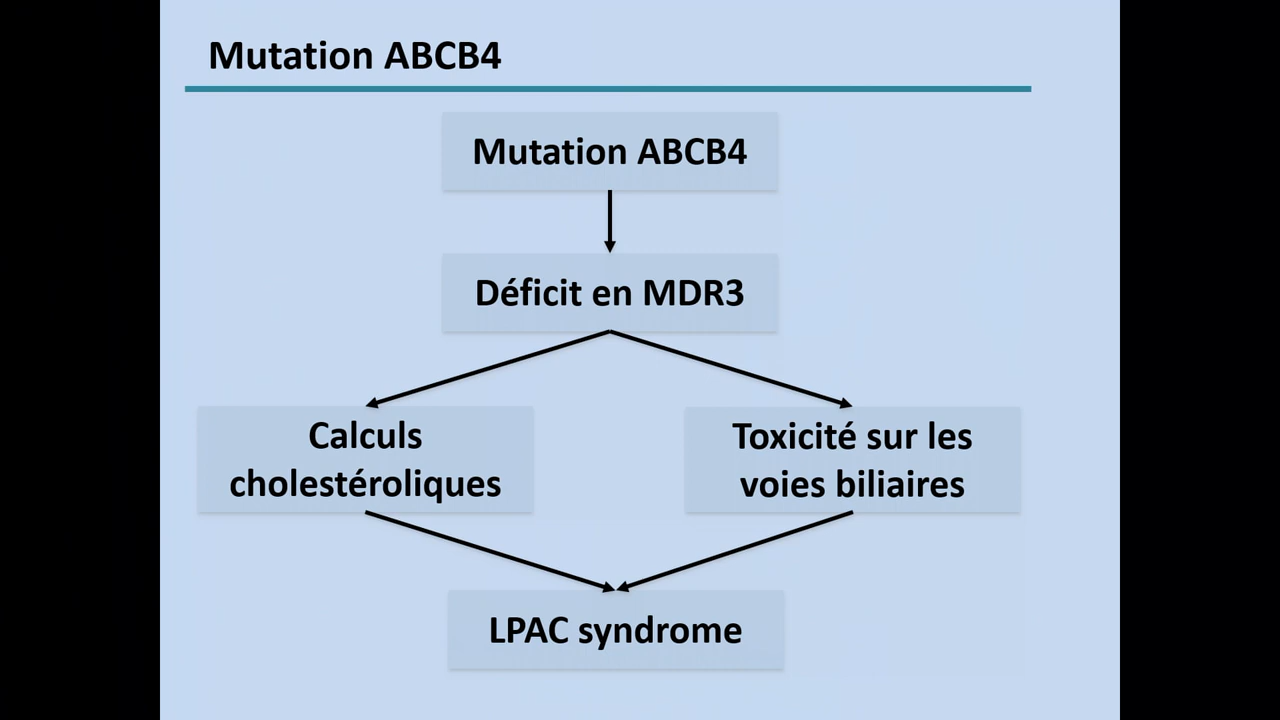 Mutation ABCB4
Mutation ABCB4
Déficit en MDR3
Calculs
cholestéroliques
Toxicité sur les
voies biliaires
LPAC syndrome